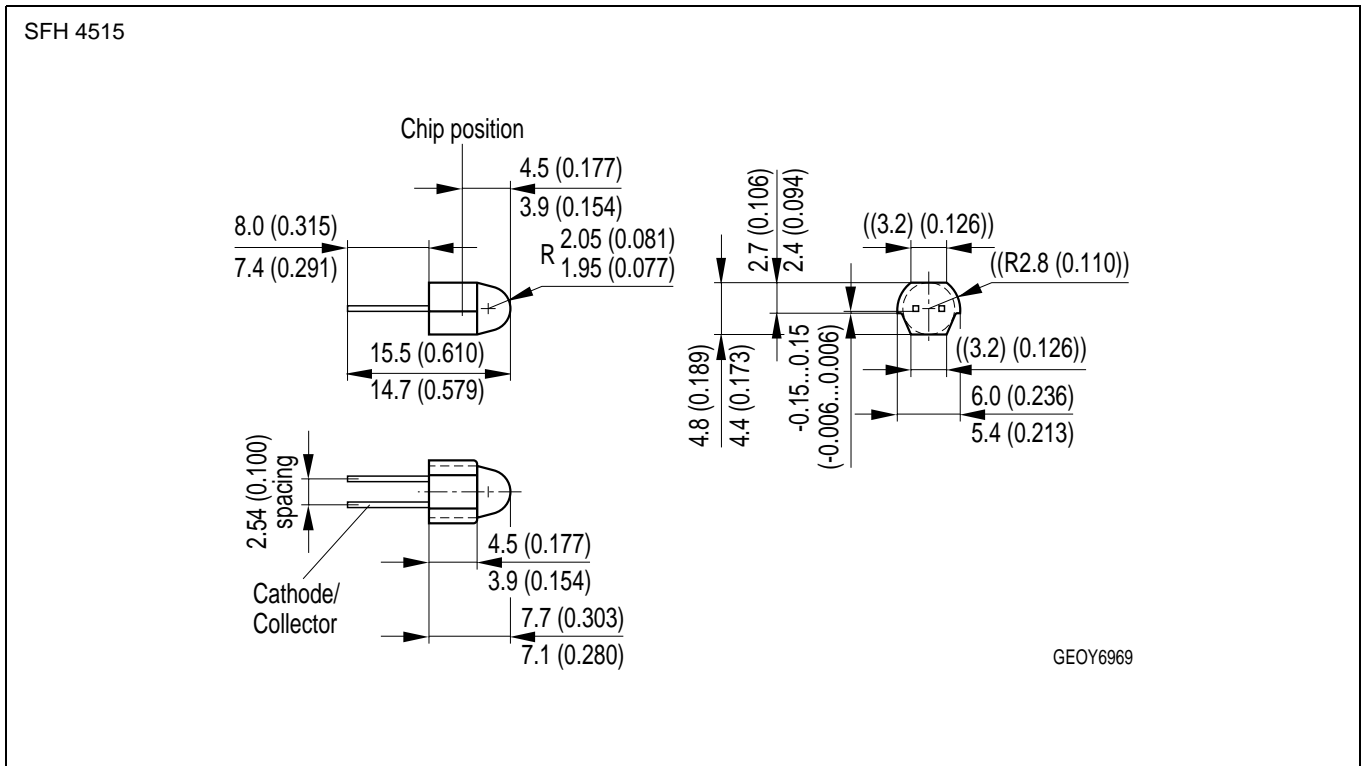 SFH 4515
Chip position
4.5 (0.177)
3.9 (0.154)
8.0 (0.315)
7.4 (0.291)
R 2.05 (0.081)
1.95 (0.077)
15.5 (0.610)
14.7 (0.579)
2.7 (0.106)
2.4 (0.094)
((3.2) (0.126))
((R2.8 (0.110))
4.8 (0.189)
4.4 (0.173)
-0.15...0.15
(-0.006...0.006)
((3.2) (0.126))
6.0 (0.236)
5.4 (0.213)
2.54 (0.100)
spacing
4.5 (0.177)
3.9 (0.154)
Cathode/
Collector
7.7 (0.303)
7.1 (0.280)
GEOY6969